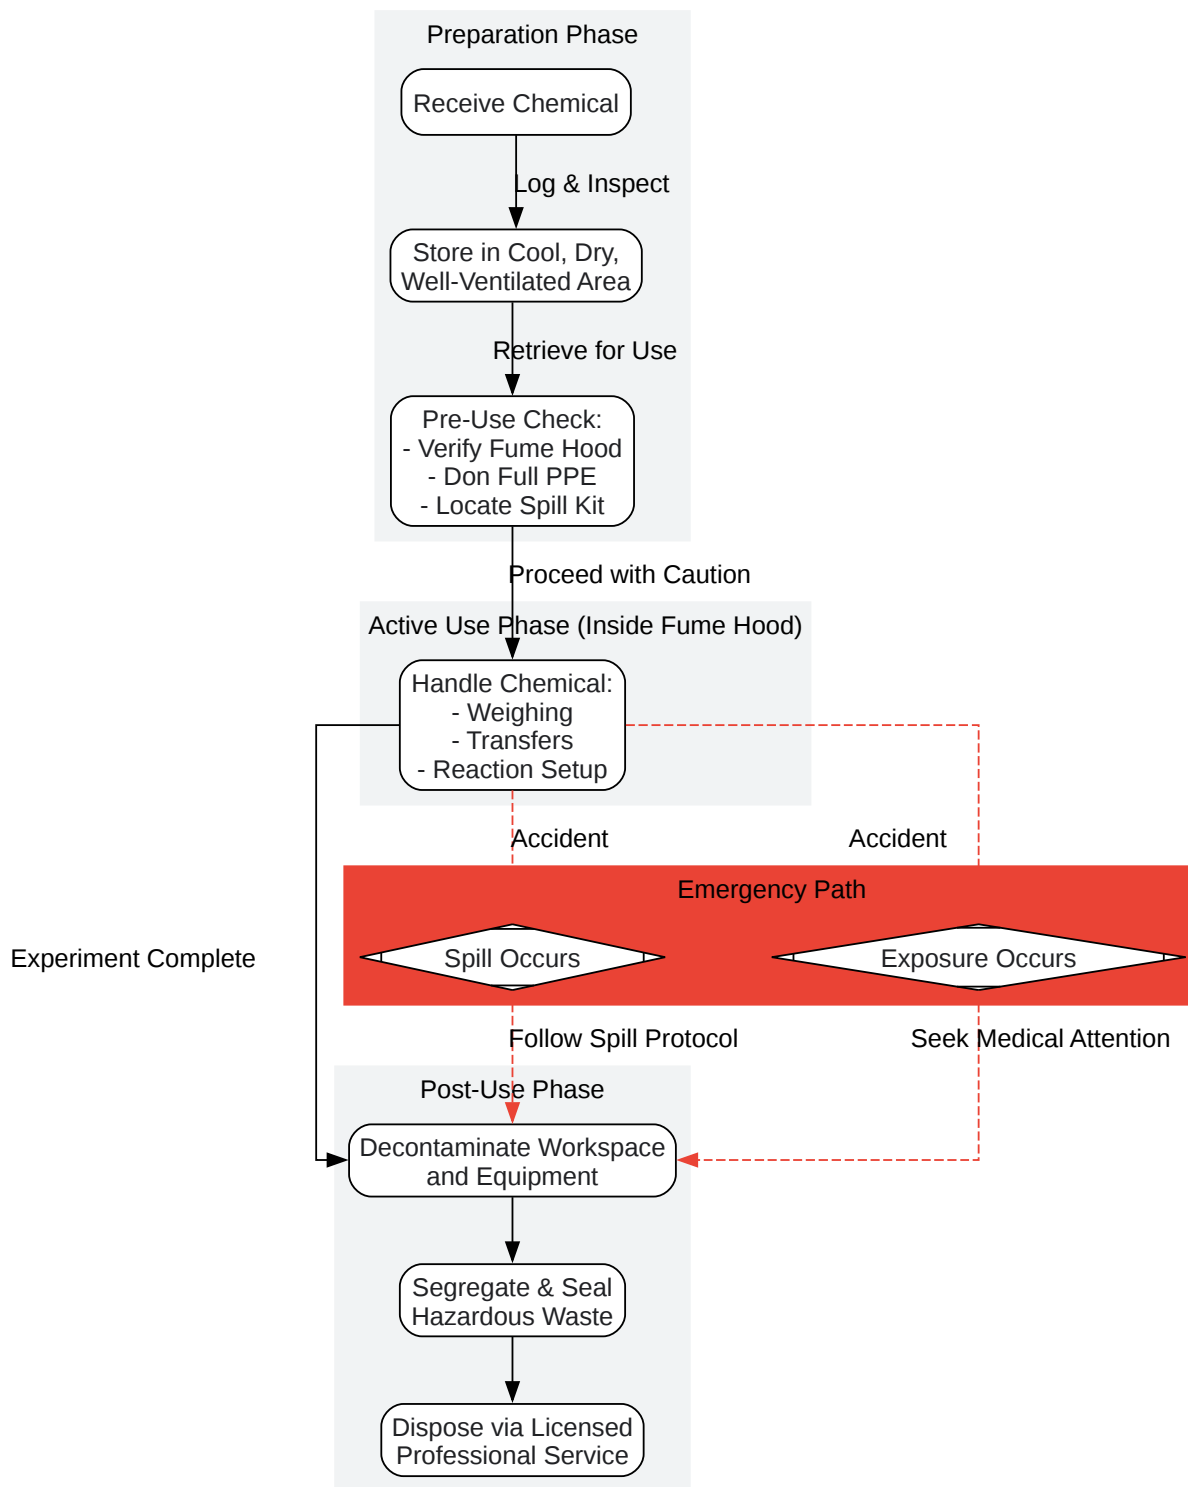 Preparation Phase
Receive Chemical
Log & Inspect
Store in Cool, Dry,
Well-Ventilated Area
Retrieve for Use
Pre-Use Check:
- Verify Fume Hood
- Don Full PPE
- Locate Spill Kit
Proceed with Caution
Active Use Phase (Inside Fume Hood)
Handle Chemical:
- Weighing
- Transfers
- Reaction Setup
Accident
Accident
Emergency Path
Experiment Complete
Spill Occurs
Exposure Occurs
Follow Spill Protocol
Seek Medical Attention
Post-Use Phase
Decontaminate Workspace
and Equipment
Segregate & Seal
Hazardous Waste
Dispose via Licensed
Professional Service